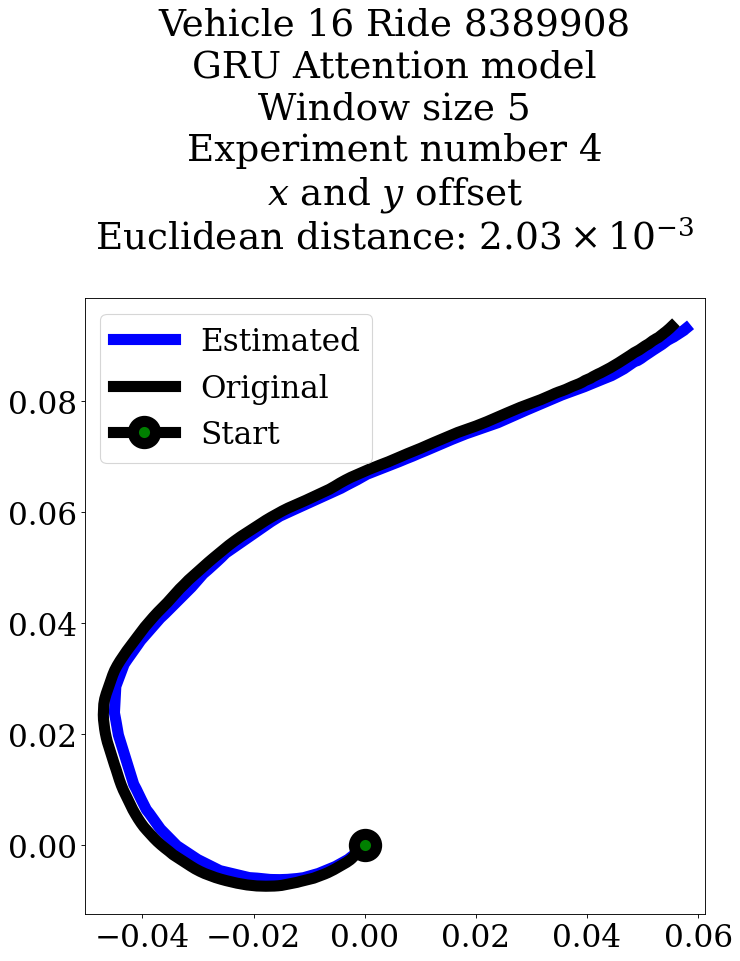 Vehicle 16 Ride 8389908
GRU Attention model
Window size 5
Experiment number 4
x and y offset
Euclidean distance: 2.03 × 10⁻³
Estimated
Original
Start
0.08
0.06
0.04
0.02
0.00
−0.04 −0.02 0.00 0.02 0.04 0.06